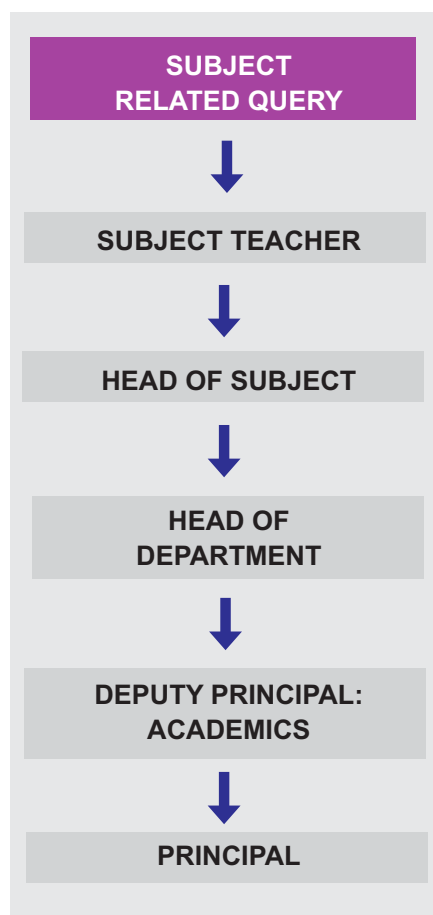 SUBJECT
RELATED QUERY
SUBJECT TEACHER
HEAD OF SUBJECT
HEAD OF
DEPARTMENT
DEPUTY PRINCIPAL:
ACADEMICS
PRINCIPAL